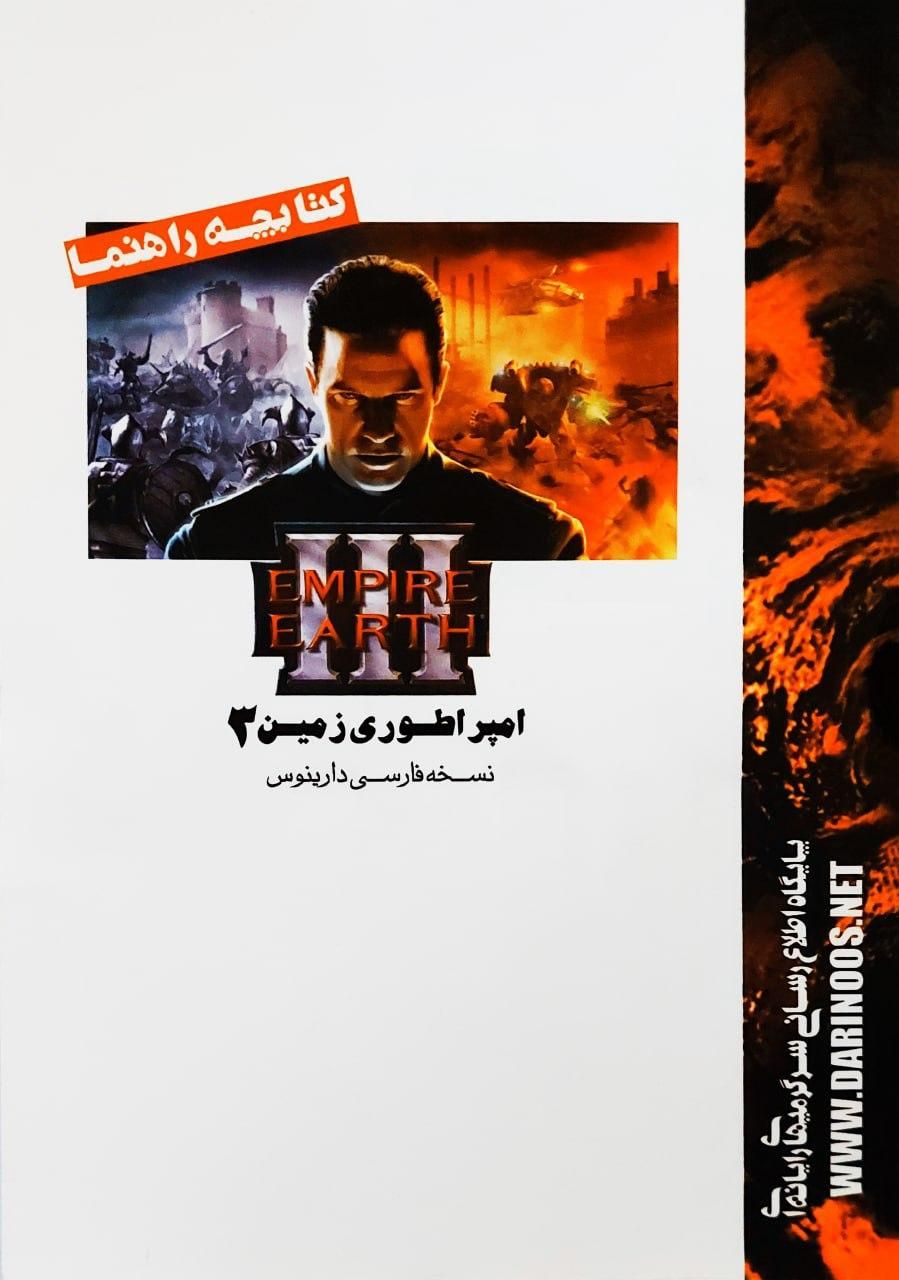 کتابچه راهنما
III
EMPIRE
EARTH
امپراطوری زمین ۳
نسخه فارسی دارینوس
پایگاه اطلاع رسانی سرگرمیهای رایانه‌ای
WWW.DARINOOS.NET